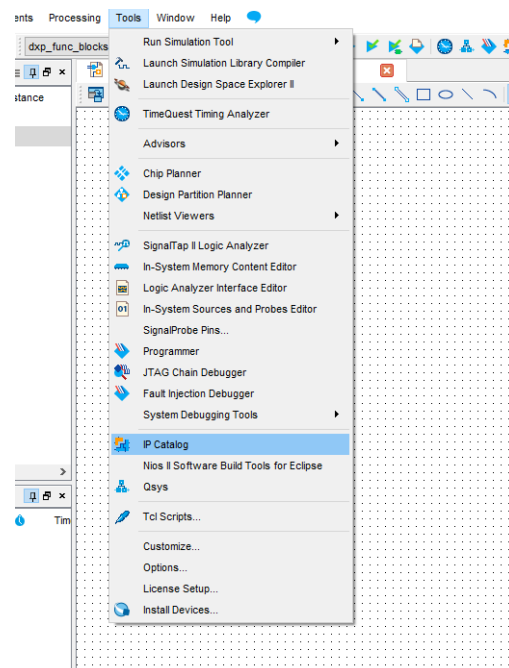 ents Processing Tools Window Help
dxp_func_blocks
stance
Run Simulation Tool
Launch Simulation Library Compiler
Launch Design Space Explorer II
TimeQuest Timing Analyzer
Advisors
Chip Planner
Design Partition Planner
Netlist Viewers
SignalTap II Logic Analyzer
In-System Memory Content Editor
Logic Analyzer Interface Editor
In-System Sources and Probes Editor
SignalProbe Pins...
Programmer
JTAG Chain Debugger
Fault Injection Debugger
System Debugging Tools
IP Catalog
Nios II Software Build Tools for Eclipse
Qsys
Tim
Tcl Scripts...
Customize...
Options...
License Setup...
Install Devices...